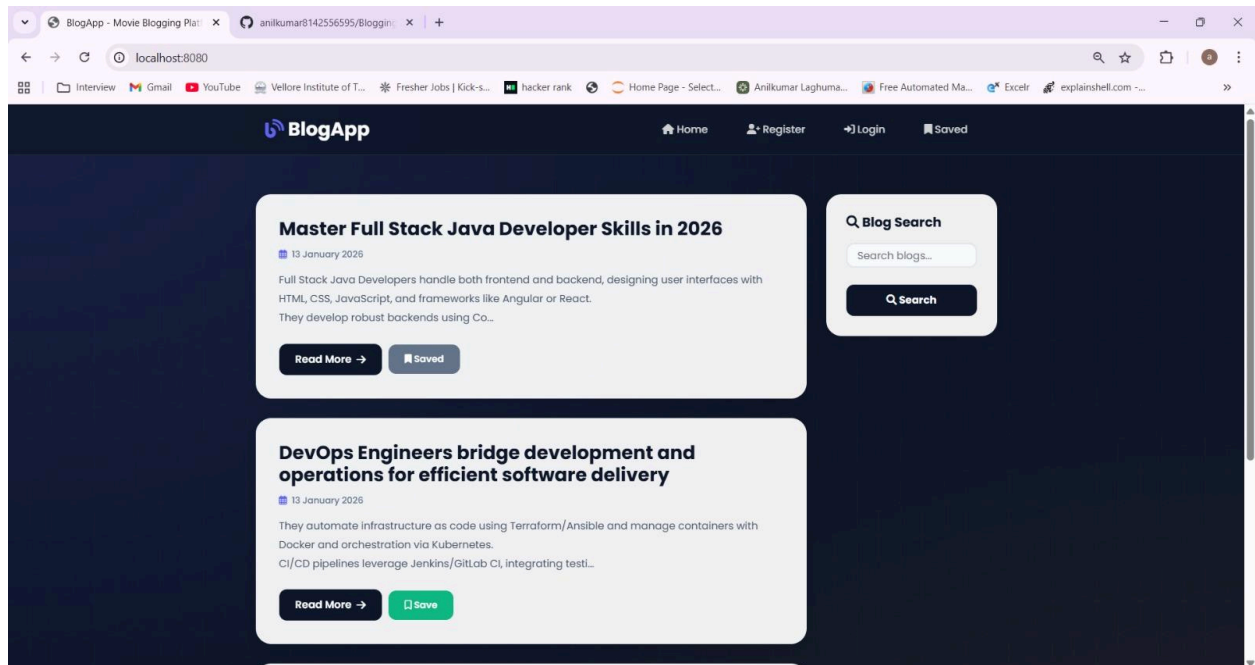 BlogApp - Movie Blogging Plat
anilkumar8142556595/Blogging
localhost:8080
a
Interview
Gmail
YouTube
Vellore Institute of T...
Fresher Jobs | Kick-s...
hacker rank
Home Page - Select...
Anilkumar Laghuma...
Free Automated Ma...
Excelr
explainshell.com -...
BlogApp
Home
Register
Login
Saved
Master Full Stack Java Developer Skills in 2026
13 January 2026
Full Stack Java Developers handle both frontend and backend, designing user interfaces with
HTML, CSS, JavaScript, and frameworks like Angular or React.
They develop robust backends using Co...
Read More →
Saved
Blog Search
Search blogs...
Search
DevOps Engineers bridge development and
operations for efficient software delivery
13 January 2026
They automate infrastructure as code using Terraform/Ansible and manage containers with
Docker and orchestration via Kubernetes.
CI/CD pipelines leverage Jenkins/GitLab CI, integrating testi...
Read More →
Save